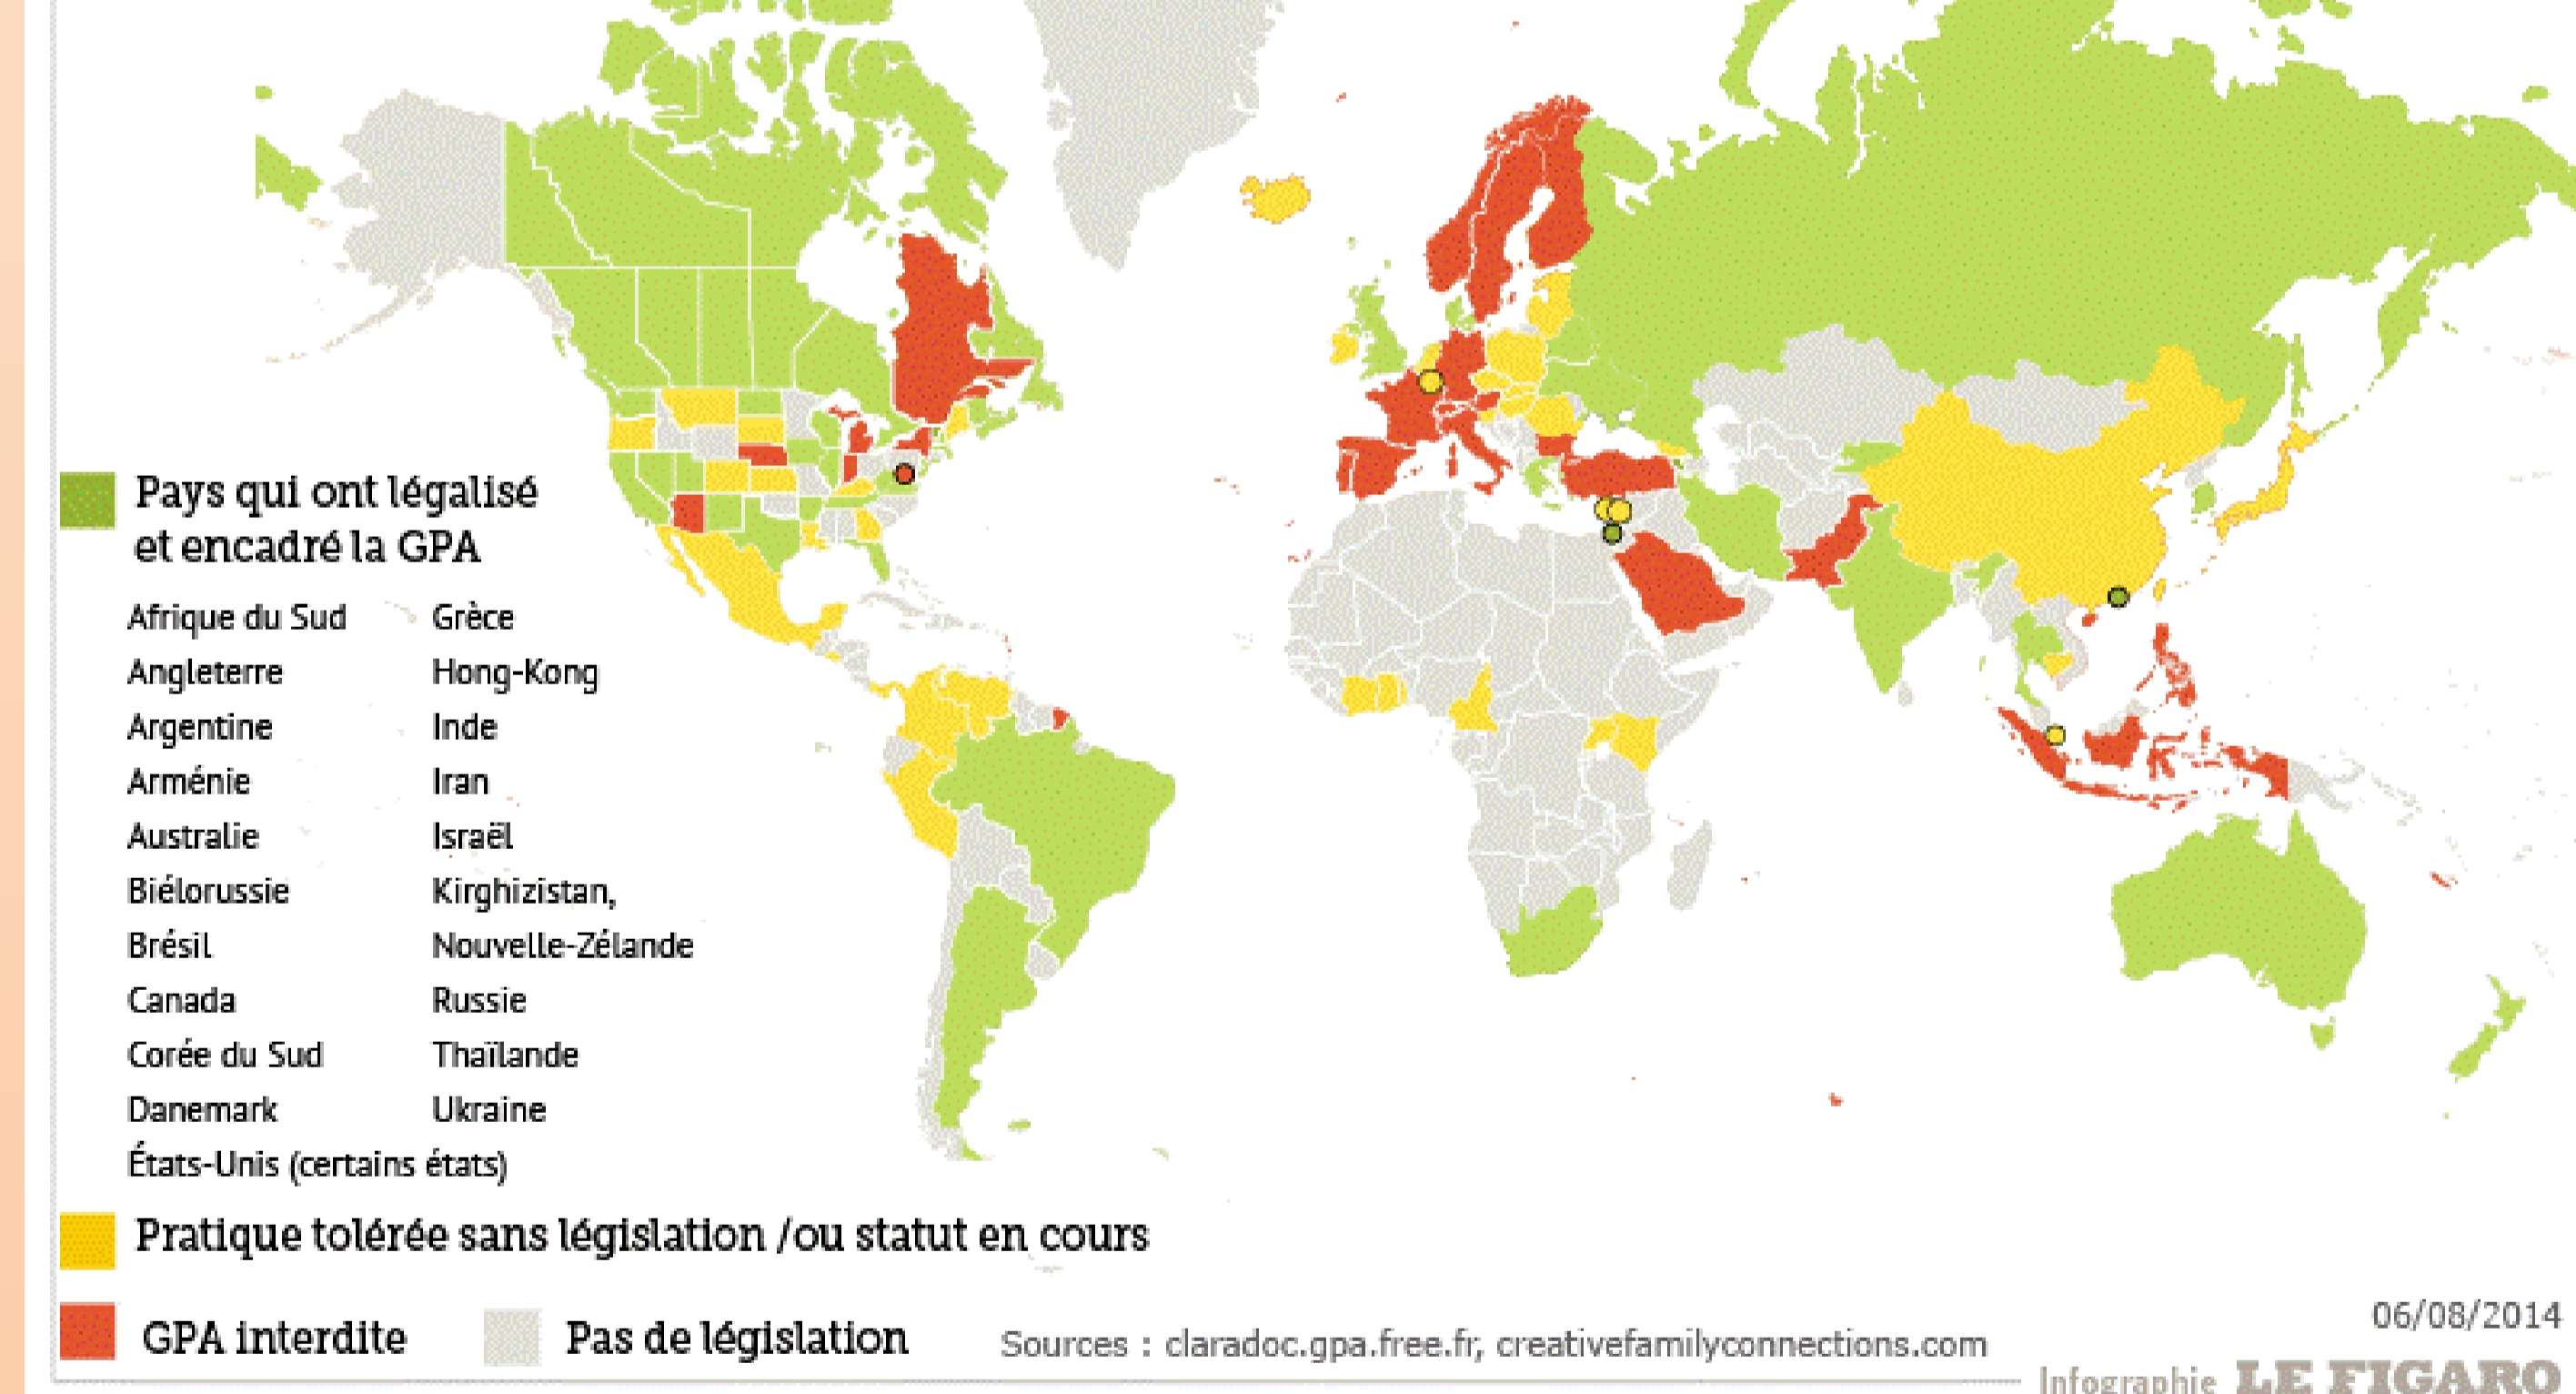 Pays qui ont légalisé
et encadré la GPA
Afrique du Sud
Angleterre
Argentine
Arménie
Australie
Biélorussie
Brésil
Canada
Corée du Sud
Danemark
États-Unis (certains états)
Grèce
Hong-Kong
Inde
Iran
Israël
Kirghizistan,
Nouvelle-Zélande
Russie
Thaïlande
Ukraine
Pratique tolérée sans législation /ou statut en cours
GPA interdite
Pas de législation
Sources : claradoc.gpa.free.fr, creativefamilyconnections.com
06/08/2014
Infographie LE FIGARO